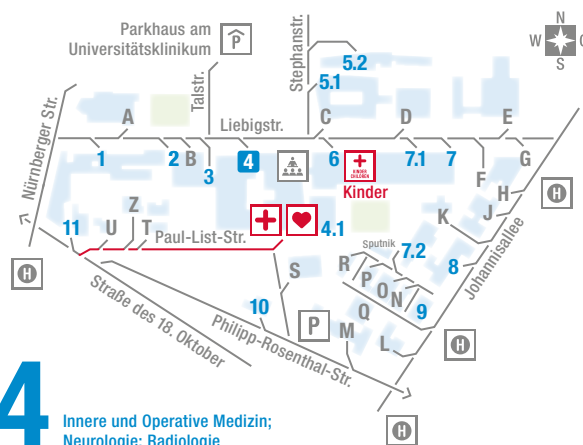 Parkhaus am
Universitätsklinikum
P
Stephanstr.
5.2
5.1
N
W
O
S
Talstr.
Nürnberger Str.
A
Liebigstr.
C
D
E
1
2
B
3
4
6
KINDER
CHILDREN
Kinder
7.1
7
F
G
H
H
J
K
Z
11
U
T
Paul-List-Str.
4.1
Sputnik
7.2
8
Johannisallee
H
S
R
P
O
N
9
Q
Straße des 18. Oktober
10
Philipp-Rosenthal-Str.
P
M
L
H
H
4
Innere und Operative Medizin;
Neurologie; Radiologie